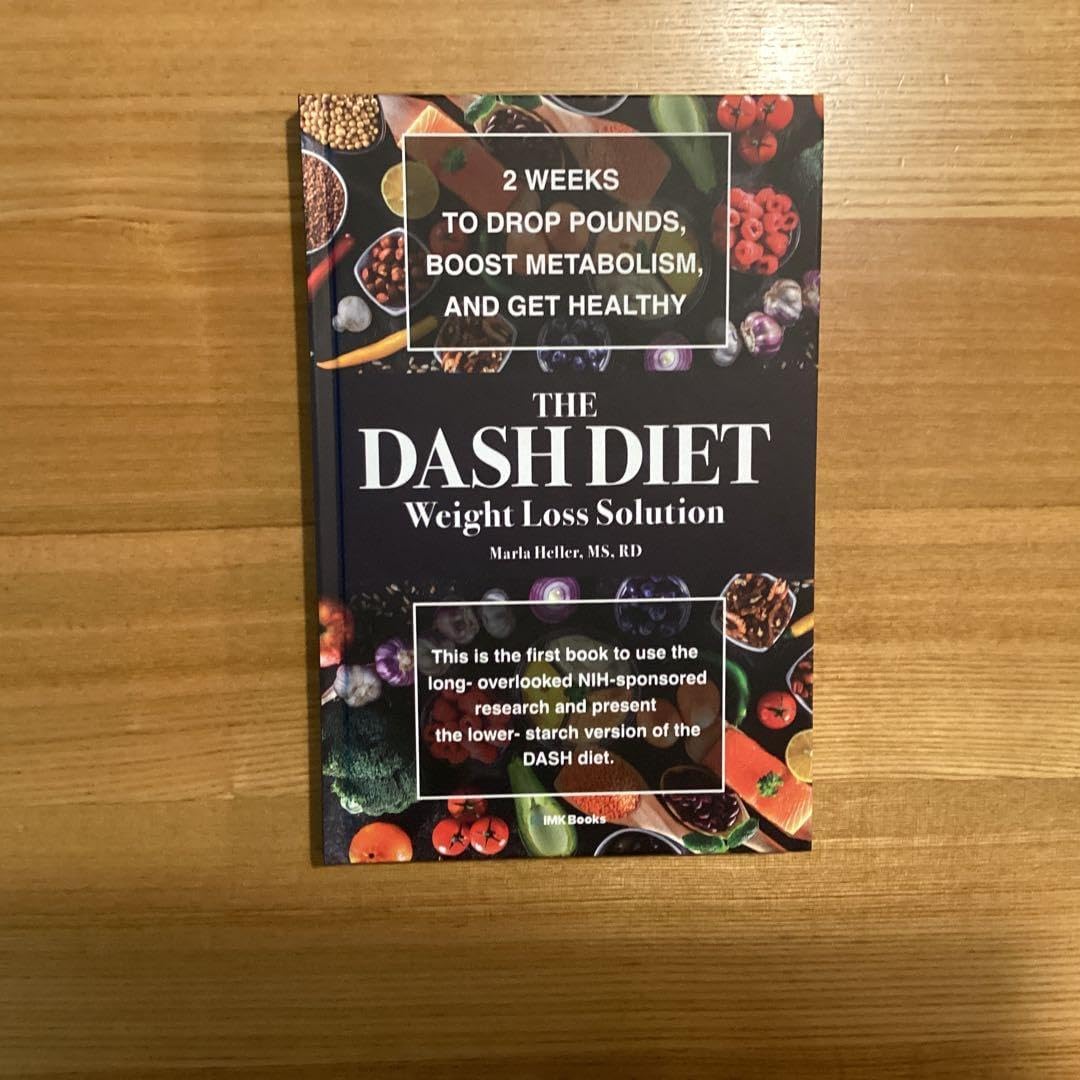 2 WEEKS
TO DROP POUNDS,
BOOST METABOLISM,
AND GET HEALTHY
THE
DASH DIET
Weight Loss Solution
Marla Heller, MS, RD
This is the first book to use the
long- overlooked NIH-sponsored
research and present
the lower- starch version of the
DASH diet.
IMK Books